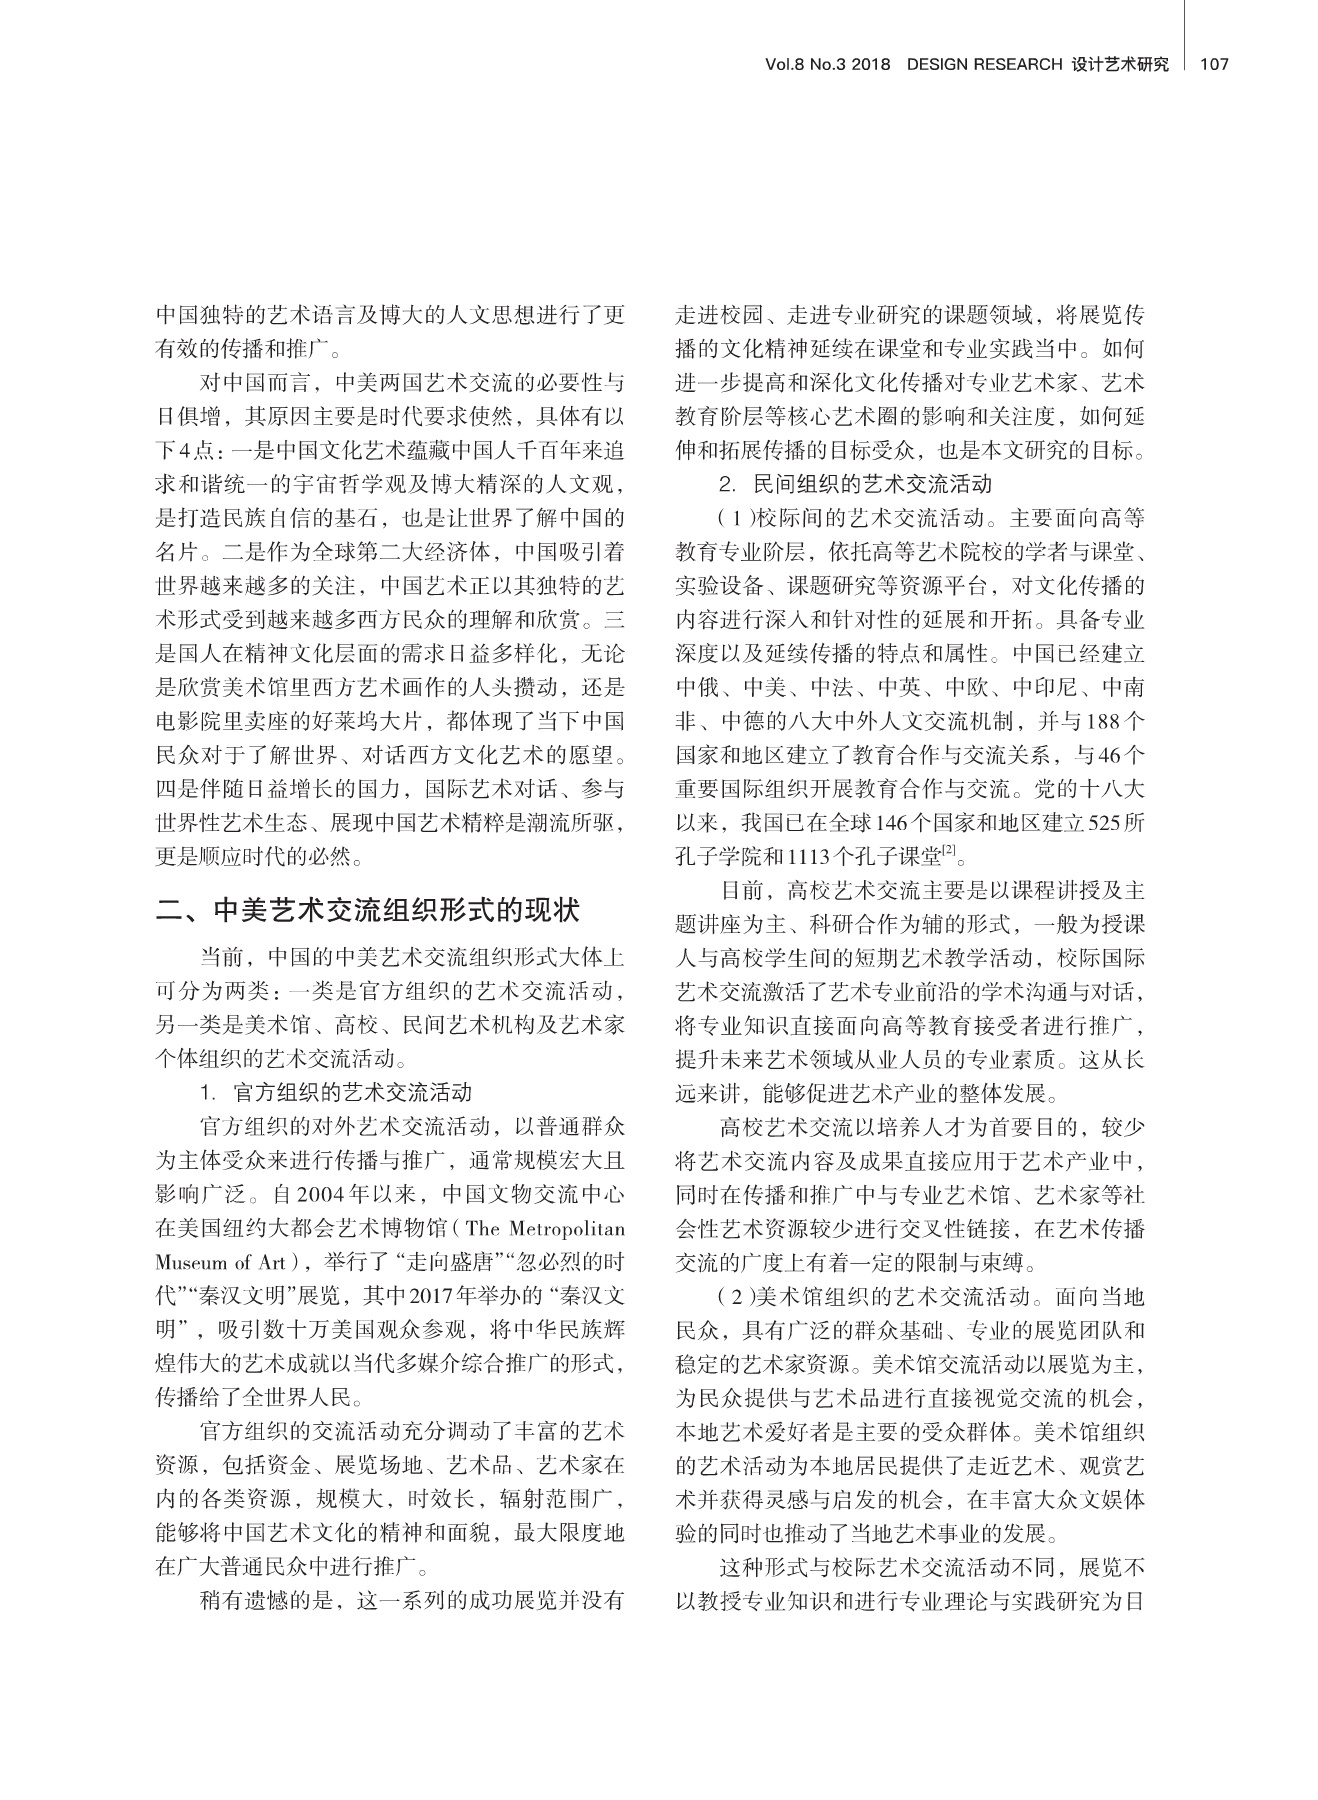 Vol.8 No.3 2018 DESIGN RESEARCH 设计艺术研究 107
中国独特的艺术语言及博大的人文思想进行了更
有效的传播和推广。
对中国而言，中美两国艺术交流的必要性与
日俱增，其原因主要是时代要求使然，具体有以
下4点：一是中国文化艺术蕴藏中国人千百年来追
求和谐统一的宇宙哲学观及博大精深的人文观，
是打造民族自信的基石，也是让世界了解中国的
名片。二是作为全球第二大经济体，中国吸引着
世界越来越多的关注，中国艺术正以其独特的艺
术形式受到越来越多西方民众的理解和欣赏。三
是国人在精神文化层面的需求日益多样化，无论
是欣赏美术馆里西方艺术画作的人头攒动，还是
电影院里卖座的好莱坞大片，都体现了当下中国
民众对于了解世界、对话西方文化艺术的愿望。
四是伴随日益增长的国力，国际艺术对话、参与
世界性艺术生态、展现中国艺术精粹是潮流所驱，
更是顺应时代的必然。
二、中美艺术交流组织形式的现状
当前，中国的中美艺术交流组织形式大体上
可分为两类：一类是官方组织的艺术交流活动，
另一类是美术馆、高校、民间艺术机构及艺术家
个体组织的艺术交流活动。
1. 官方组织的艺术交流活动
官方组织的对外艺术交流活动，以普通群众
为主体受众来进行传播与推广，通常规模宏大且
影响广泛。自2004年以来，中国文物交流中心
在美国纽约大都会艺术博物馆（The Metropolitan
Museum of Art），举行了“走向盛唐”“忽必烈的时
代”“秦汉文明”展览，其中2017年举办的“秦汉文
明”，吸引数十万美国观众参观，将中华民族辉
煌伟大的艺术成就以当代多媒介综合推广的形式，
传播给了全世界人民。
官方组织的交流活动充分调动了丰富的艺术
资源，包括资金、展览场地、艺术品、艺术家在
内的各类资源，规模大，时效长，辐射范围广，
能够将中国艺术文化的精神和面貌，最大限度地
在广大普通民众中进行推广。
稍有遗憾的是，这一系列的成功展览并没有
走进校园、走进专业研究的课题领域，将展览传
播的文化精神延续在课堂和专业实践当中。如何
进一步提高和深化文化传播对专业艺术家、艺术
教育阶层等核心艺术圈的影响和关注度，如何延
伸和拓展传播的目标受众，也是本文研究的目标。
2. 民间组织的艺术交流活动
（1）校际间的艺术交流活动。主要面向高等
教育专业阶层，依托高等艺术院校的学者与课堂、
实验设备、课题研究等资源平台，对文化传播的
内容进行深入和针对性的延展和开拓。具备专业
深度以及延续传播的特点和属性。中国已经建立
中俄、中美、中法、中英、中欧、中印尼、中南
非、中德的八大中外人文交流机制，并与188个
国家和地区建立了教育合作与交流关系，与46个
重要国际组织开展教育合作与交流。党的十八大
以来，我国已在全球146个国家和地区建立525所
孔子学院和1113个孔子课堂[2]。
目前，高校艺术交流主要是以课程讲授及主
题讲座为主、科研合作为辅的形式，一般为授课
人与高校学生间的短期艺术教学活动，校际国际
艺术交流激活了艺术专业前沿的学术沟通与对话，
将专业知识直接面向高等教育接受者进行推广，
提升未来艺术领域从业人员的专业素质。这从长
远来讲，能够促进艺术产业的整体发展。
高校艺术交流以培养人才为首要目的，较少
将艺术交流内容及成果直接应用于艺术产业中，
同时在传播和推广中与专业艺术馆、艺术家等社
会性艺术资源较少进行交叉性链接，在艺术传播
交流的广度上有着一定的限制与束缚。
（2）美术馆组织的艺术交流活动。面向当地
民众，具有广泛的群众基础、专业的展览团队和
稳定的艺术家资源。美术馆交流活动以展览为主，
为民众提供与艺术品进行直接视觉交流的机会，
本地艺术爱好者是主要的受众群体。美术馆组织
的艺术活动为本地居民提供了走近艺术、观赏艺
术并获得灵感与启发的机会，在丰富大众文娱体
验的同时也推动了当地艺术事业的发展。
这种形式与校际艺术交流活动不同，展览不
以教授专业知识和进行专业理论与实践研究为目